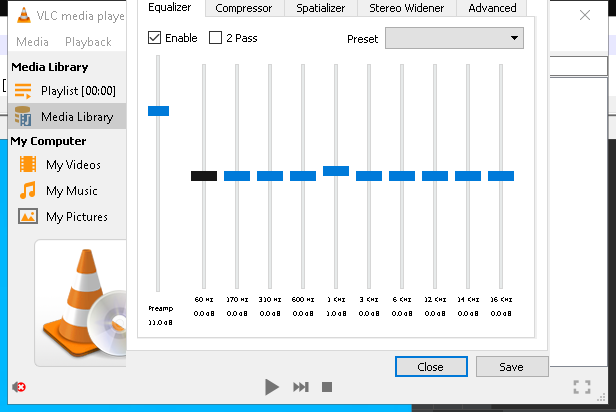 VLC media playe
Media Playback
Media Library
Playlist [00:00]
Media Library
My Computer
My Videos
My Music
My Pictures
Equalizer Compressor Spatializer Stereo Widener Advanced
Enable 2 Pass Preset
60 Hz 170 Hz 310 Hz 600 Hz 1 KHz 3 KHz 6 KHz 12 KHz 14 KHz 16 KHz
Preamp 0.0 dB 0.0 dB 0.0 dB 0.0 dB 1.0 dB 0.0 dB 0.0 dB 0.0 dB 0.0 dB 0.0 dB
11.0 dB
Close Save